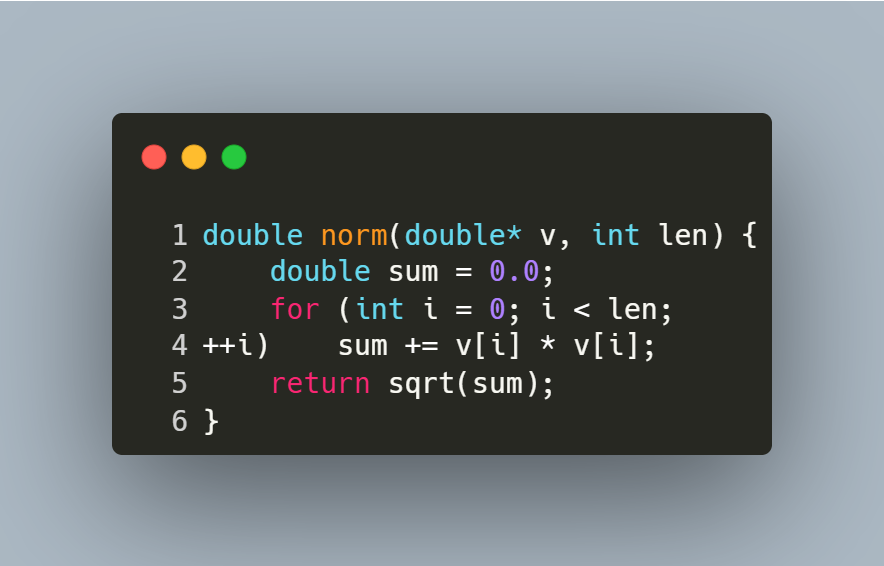 1 double norm(double* v, int len) {
2     double sum = 0.0;
3     for (int i = 0; i < len;
4 ++i)    sum += v[i] * v[i];
5     return sqrt(sum);
6 }